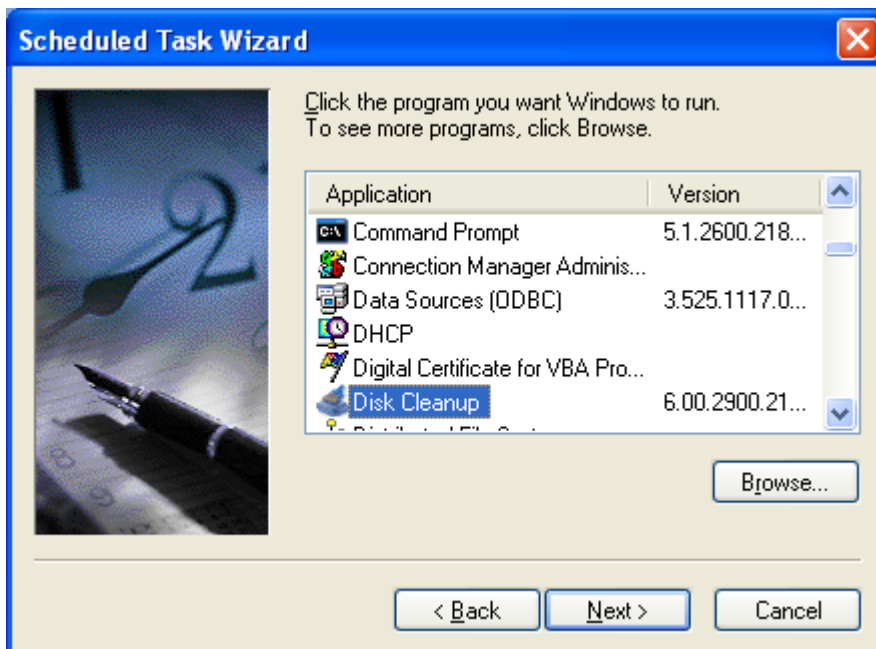 Scheduled Task Wizard
Click the program you want Windows to run.
To see more programs, click Browse.
Application Version
Command Prompt 5.1.2600.218...
Connection Manager Adminis...
Data Sources (ODBC) 3.525.1117.0...
DHCP
Digital Certificate for VBA Pro...
Disk Cleanup 6.00.2900.21...
Browse...
< Back Next > Cancel